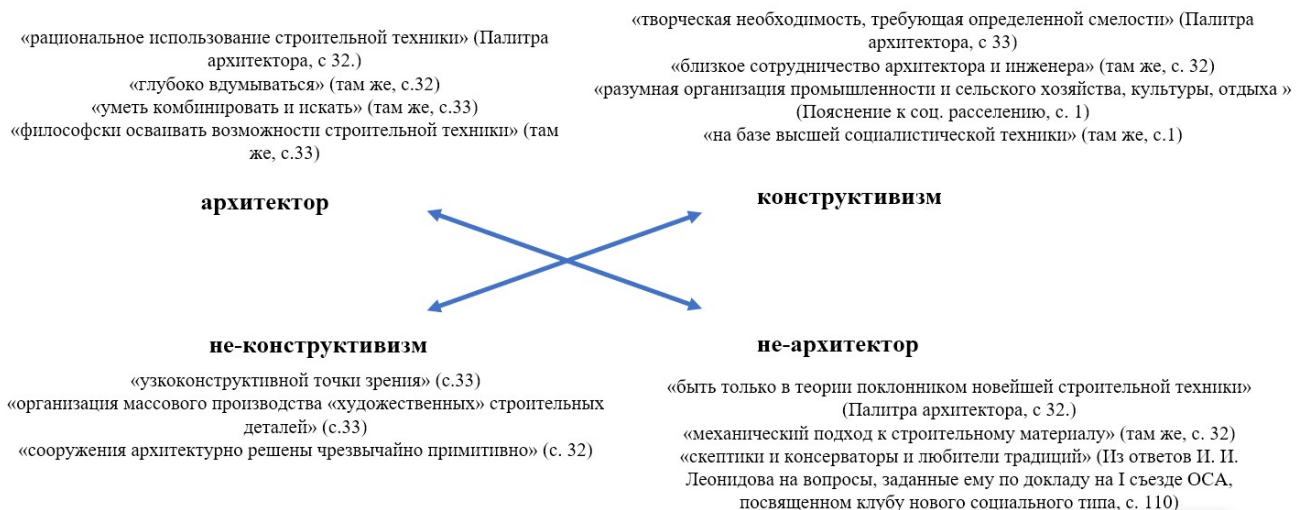 «рациональное использование строительной техники» (Палитра
архитектора, с 32.)
«глубоко вдумываться» (там же, с.32)
«уметь комбинировать и искать» (там же, с.33)
«философски осваивать возможности строительной техники» (там
же, с.33)
архитектор
«творческая необходимость, требующая определенной смелости» (Палитра
архитектора, с 33)
«близкое сотрудничество архитектора и инженера» (там же, с. 32)
«разумная организация промышленности и сельского хозяйства, культуры, отдыха »
(Пояснение к соц. расселению, с. 1)
«на базе высшей социалистической техники» (там же, с.1)
конструктивизм
не-конструктивизм
«узкоконструктивной точки зрения» (с.33)
«организация массового производства «художественных» строительных
деталей» (с.33)
«сооружения архитектурно решены чрезвычайно примитивно» (с. 32)
не-архитектор
«быть только в теории поклонником новейшей строительной техники»
(Палитра архитектора, с 32.)
«механический подход к строительному материалу» (там же, с. 32)
«скептики и консерваторы и любители традиций» (Из ответов И. И.
Леонидова на вопросы, заданные ему по докладу на I съезде ОСА,
посвященном клубу нового социального типа, с. 110)